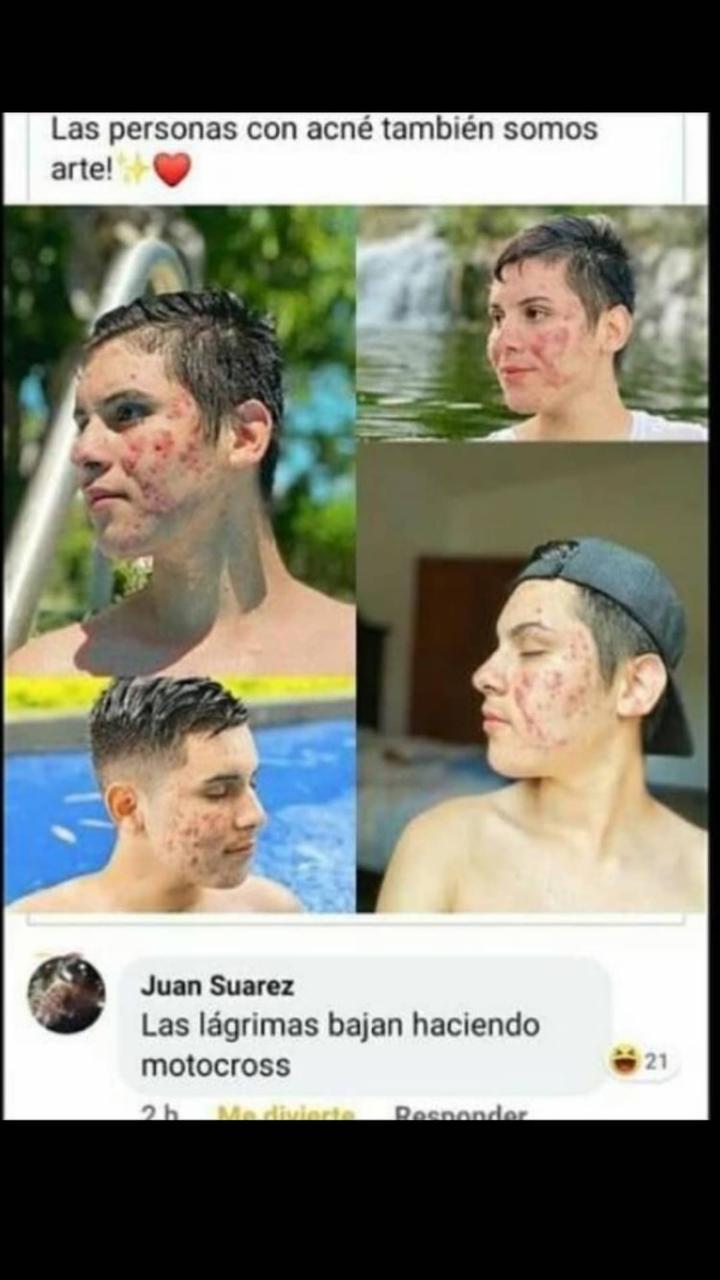 Las personas con acné también somos
arte!✨❤️
Juan Suarez
Las lágrimas bajan haciendo
motocross
21
2 h Me divierte Responder